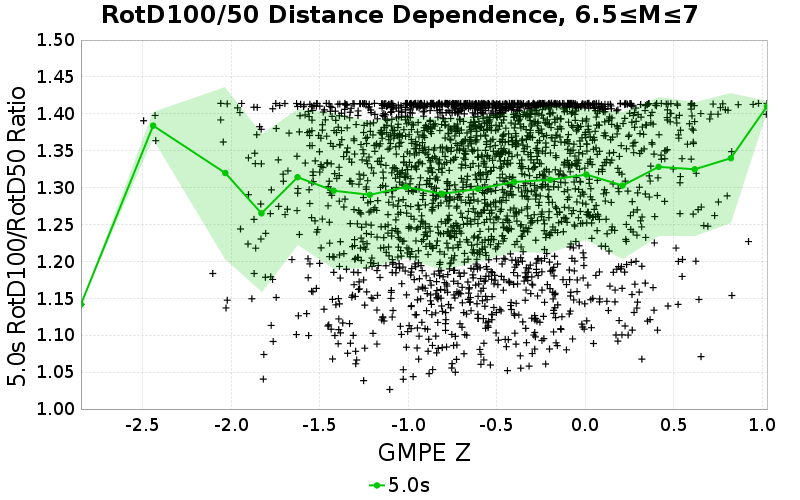 RotD100/50 Distance Dependence, 6.5≤M≤7
5.0s RotD100/RotD50 Ratio
1.50
1.45
1.40
1.35
1.30
1.25
1.20
1.15
1.10
1.05
1.00
-2.5 -2.0 -1.5 -1.0 -0.5 0.0 0.5 1.0
GMPE Z
5.0s